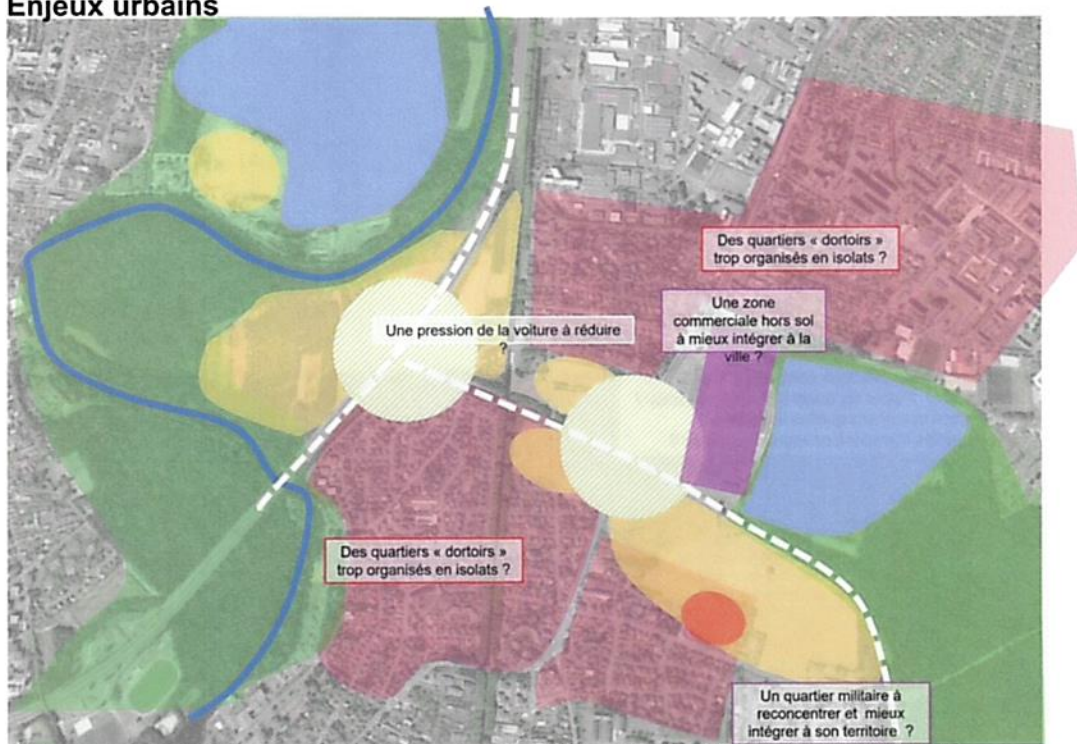 Enjeux urbains
Des quartiers « dortoirs »
trop organisés en isolats ?
Une zone
commerciale hors sol
à mieux intégrer à la
ville ?
Une pression de la voiture à réduire
?
Des quartiers « dortoirs »
trop organisés en isolats ?
Un quartier militaire à
reconcentrer et mieux
intégrer à son territoire ?